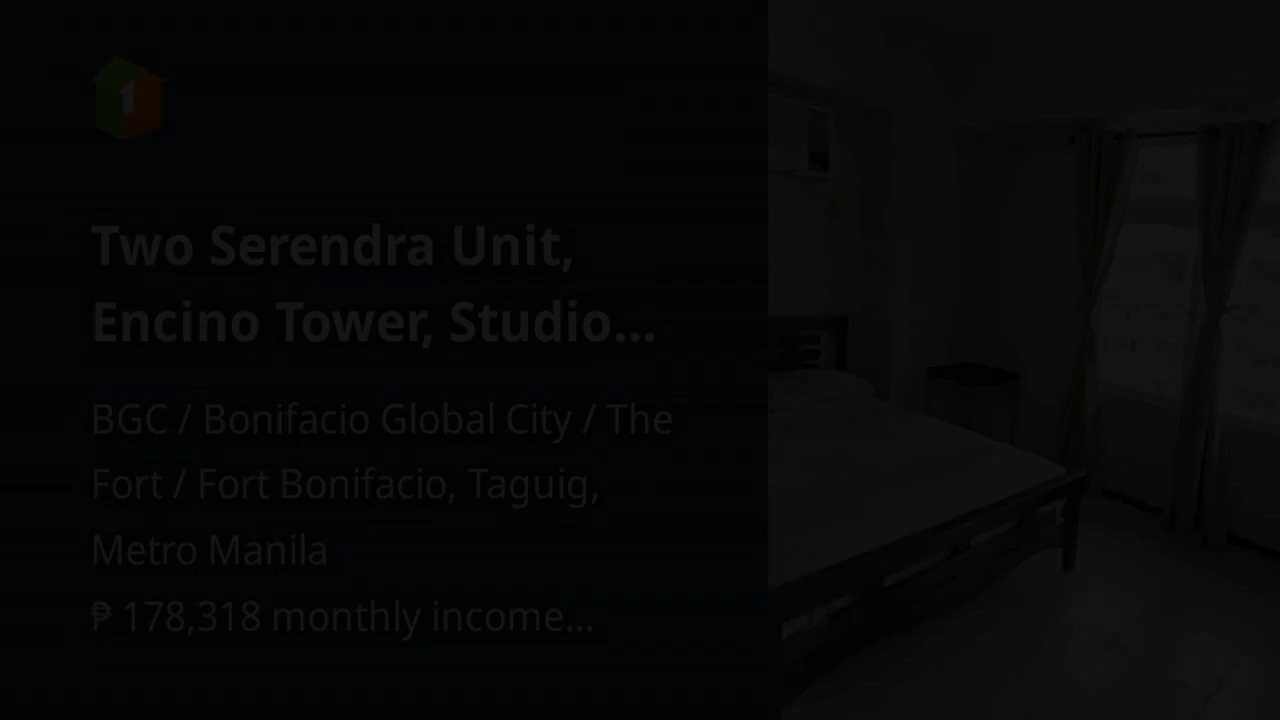 1
Two Serendra Unit,
Encino Tower, Studio...
BGC / Bonifacio Global City / The
Fort / Fort Bonifacio, Taguig,
Metro Manila
₱ 178,318 monthly income...